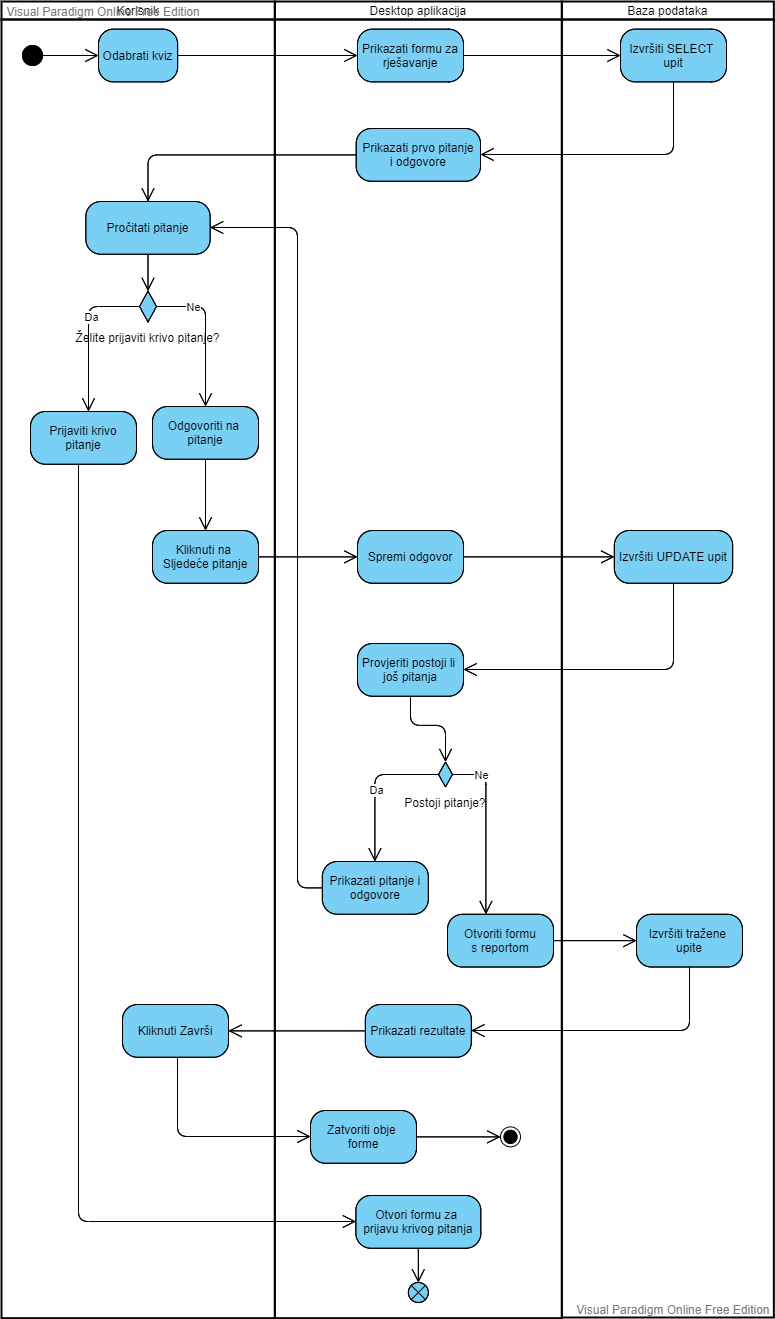 Visual Paradigm Online Free Edition
Korisnik
Desktop aplikacija
Baza podataka
Odabrati kviz
Prikazati formu za
rješavanje
Izvršiti SELECT
upit
Prikazati prvo pitanje
i odgovore
Pročitati pitanje
Da
Ne
Želite prijaviti krivo pitanje?
Prijaviti krivo
pitanje
Odgovoriti na
pitanje
Kliknuti na
Sljedeće pitanje
Spremi odgovor
Izvršiti UPDATE upit
Provjeriti postoji li
još pitanja
Da
Ne
Postoji pitanje?
Prikazati pitanje i
odgovore
Otvoriti formu
s reportom
Izvršiti tražene
upite
Kliknuti Završi
Prikazati rezultate
Zatvoriti obje
forme
Otvori formu za
prijavu krivog pitanja
Visual Paradigm Online Free Edition